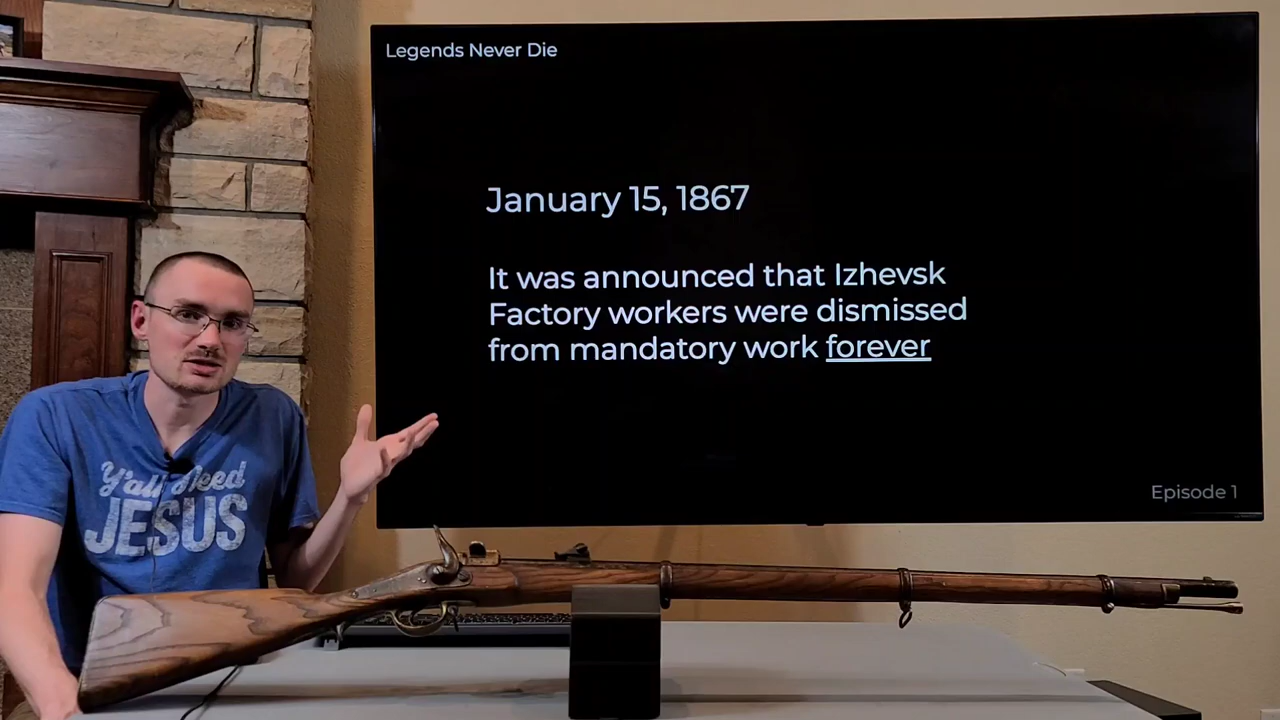 Legends Never Die
January 15, 1867
It was announced that Izhevsk
Factory workers were dismissed
from mandatory work forever
Episode 1
Y'all Need
JESUS